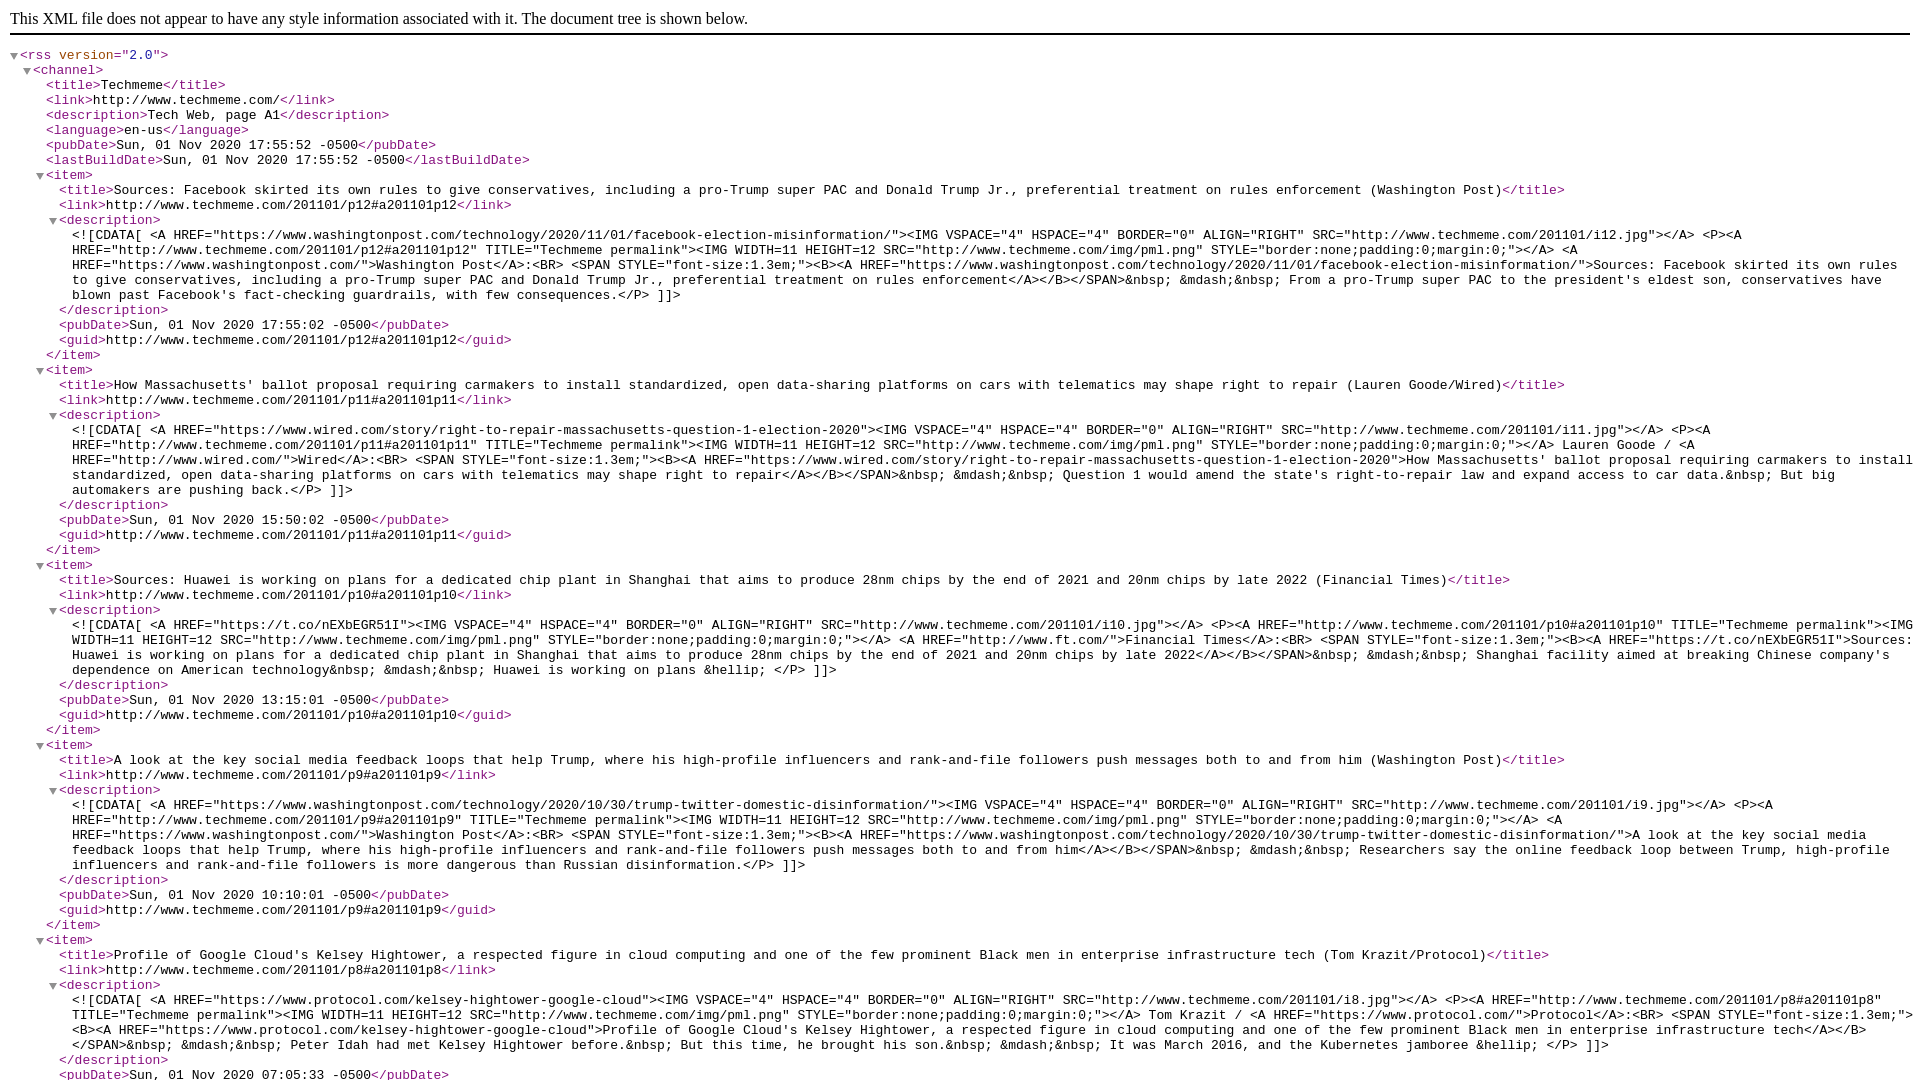 This XML file does not appear to have any style information associated with it. The document tree is shown below.
<rss version="2.0">
<channel>
<title>Techmeme</title>
<link>http://www.techmeme.com/</link>
<description>Tech Web, page A1</description>
<language>en-us</language>
<pubDate>Sun, 01 Nov 2020 17:55:52 -0500</pubDate>
<lastBuildDate>Sun, 01 Nov 2020 17:55:52 -0500</lastBuildDate>
<item>
<title>Sources: Facebook skirted its own rules to give conservatives, including a pro-Trump super PAC and Donald Trump Jr., preferential treatment on rules enforcement (Washington Post)</title>
<link>http://www.techmeme.com/201101/p12#a201101p12</link>
<description>
<![CDATA[ <A HREF="https://www.washingtonpost.com/technology/2020/11/01/facebook-election-misinformation/"><IMG VSPACE="4" HSPACE="4" BORDER="0" ALIGN="RIGHT" SRC="http://www.techmeme.com/201101/i12.jpg"></A> <P><A
HREF="http://www.techmeme.com/201101/p12#a201101p12" TITLE="Techmeme permalink"><IMG WIDTH=11 HEIGHT=12 SRC="http://www.techmeme.com/img/pml.png" STYLE="border:none;padding:0;margin:0;"></A> <A
HREF="https://www.washingtonpost.com/">Washington Post</A>:<BR> <SPAN STYLE="font-size:1.3em;"><B><A HREF="https://www.washingtonpost.com/technology/2020/11/01/facebook-election-misinformation/">Sources: Facebook skirted its own rules
to give conservatives, including a pro-Trump super PAC and Donald Trump Jr., preferential treatment on rules enforcement</A></B></SPAN>&nbsp; &mdash;&nbsp; From a pro-Trump super PAC to the president's eldest son, conservatives have
blown past Facebook's fact-checking guardrails, with few consequences.</P> ]]>
</description>
<pubDate>Sun, 01 Nov 2020 17:55:02 -0500</pubDate>
<guid>http://www.techmeme.com/201101/p12#a201101p12</guid>
</item>
<item>
<title>How Massachusetts' ballot proposal requiring carmakers to install standardized, open data-sharing platforms on cars with telematics may shape right to repair (Lauren Goode/Wired)</title>
<link>http://www.techmeme.com/201101/p11#a201101p11</link>
<description>
<![CDATA[ <A HREF="https://www.wired.com/story/right-to-repair-massachusetts-question-1-election-2020"><IMG VSPACE="4" HSPACE="4" BORDER="0" ALIGN="RIGHT" SRC="http://www.techmeme.com/201101/i11.jpg"></A> <P><A
HREF="http://www.techmeme.com/201101/p11#a201101p11" TITLE="Techmeme permalink"><IMG WIDTH=11 HEIGHT=12 SRC="http://www.techmeme.com/img/pml.png" STYLE="border:none;padding:0;margin:0;"></A> Lauren Goode / <A
HREF="http://www.wired.com/">Wired</A>:<BR> <SPAN STYLE="font-size:1.3em;"><B><A HREF="https://www.wired.com/story/right-to-repair-massachusetts-question-1-election-2020">How Massachusetts' ballot proposal requiring carmakers to install
standardized, open data-sharing platforms on cars with telematics may shape right to repair</A></B></SPAN>&nbsp; &mdash;&nbsp; Question 1 would amend the state's right-to-repair law and expand access to car data.&nbsp; But big
automakers are pushing back.</P> ]]>
</description>
<pubDate>Sun, 01 Nov 2020 15:50:02 -0500</pubDate>
<guid>http://www.techmeme.com/201101/p11#a201101p11</guid>
</item>
<item>
<title>Sources: Huawei is working on plans for a dedicated chip plant in Shanghai that aims to produce 28nm chips by the end of 2021 and 20nm chips by late 2022 (Financial Times)</title>
<link>http://www.techmeme.com/201101/p10#a201101p10</link>
<description>
<![CDATA[ <A HREF="https://t.co/nEXbEGR51I"><IMG VSPACE="4" HSPACE="4" BORDER="0" ALIGN="RIGHT" SRC="http://www.techmeme.com/201101/i10.jpg"></A> <P><A HREF="http://www.techmeme.com/201101/p10#a201101p10" TITLE="Techmeme permalink"><IMG
WIDTH=11 HEIGHT=12 SRC="http://www.techmeme.com/img/pml.png" STYLE="border:none;padding:0;margin:0;"></A> <A HREF="http://www.ft.com/">Financial Times</A>:<BR> <SPAN STYLE="font-size:1.3em;"><B><A HREF="https://t.co/nEXbEGR51I">Sources:
Huawei is working on plans for a dedicated chip plant in Shanghai that aims to produce 28nm chips by the end of 2021 and 20nm chips by late 2022</A></B></SPAN>&nbsp; &mdash;&nbsp; Shanghai facility aimed at breaking Chinese company's
dependence on American technology&nbsp; &mdash;&nbsp; Huawei is working on plans &hellip; </P> ]]>
</description>
<pubDate>Sun, 01 Nov 2020 13:15:01 -0500</pubDate>
<guid>http://www.techmeme.com/201101/p10#a201101p10</guid>
</item>
<item>
<title>A look at the key social media feedback loops that help Trump, where his high-profile influencers and rank-and-file followers push messages both to and from him (Washington Post)</title>
<link>http://www.techmeme.com/201101/p9#a201101p9</link>
<description>
<![CDATA[ <A HREF="https://www.washingtonpost.com/technology/2020/10/30/trump-twitter-domestic-disinformation/"><IMG VSPACE="4" HSPACE="4" BORDER="0" ALIGN="RIGHT" SRC="http://www.techmeme.com/201101/i9.jpg"></A> <P><A
HREF="http://www.techmeme.com/201101/p9#a201101p9" TITLE="Techmeme permalink"><IMG WIDTH=11 HEIGHT=12 SRC="http://www.techmeme.com/img/pml.png" STYLE="border:none;padding:0;margin:0;"></A> <A
HREF="https://www.washingtonpost.com/">Washington Post</A>:<BR> <SPAN STYLE="font-size:1.3em;"><B><A HREF="https://www.washingtonpost.com/technology/2020/10/30/trump-twitter-domestic-disinformation/">A look at the key social media
feedback loops that help Trump, where his high-profile influencers and rank-and-file followers push messages both to and from him</A></B></SPAN>&nbsp; &mdash;&nbsp; Researchers say the online feedback loop between Trump, high-profile
influencers and rank-and-file followers is more dangerous than Russian disinformation.</P> ]]>
</description>
<pubDate>Sun, 01 Nov 2020 10:10:01 -0500</pubDate>
<guid>http://www.techmeme.com/201101/p9#a201101p9</guid>
</item>
<item>
<title>Profile of Google Cloud's Kelsey Hightower, a respected figure in cloud computing and one of the few prominent Black men in enterprise infrastructure tech (Tom Krazit/Protocol)</title>
<link>http://www.techmeme.com/201101/p8#a201101p8</link>
<description>
<![CDATA[ <A HREF="https://www.protocol.com/kelsey-hightower-google-cloud"><IMG VSPACE="4" HSPACE="4" BORDER="0" ALIGN="RIGHT" SRC="http://www.techmeme.com/201101/i8.jpg"></A> <P><A HREF="http://www.techmeme.com/201101/p8#a201101p8"
TITLE="Techmeme permalink"><IMG WIDTH=11 HEIGHT=12 SRC="http://www.techmeme.com/img/pml.png" STYLE="border:none;padding:0;margin:0;"></A> Tom Krazit / <A HREF="https://www.protocol.com/">Protocol</A>:<BR> <SPAN STYLE="font-size:1.3em;">
<B><A HREF="https://www.protocol.com/kelsey-hightower-google-cloud">Profile of Google Cloud's Kelsey Hightower, a respected figure in cloud computing and one of the few prominent Black men in enterprise infrastructure tech</A></B>
</SPAN>&nbsp; &mdash;&nbsp; Peter Idah had met Kelsey Hightower before.&nbsp; But this time, he brought his son.&nbsp; &mdash;&nbsp; It was March 2016, and the Kubernetes jamboree &hellip; </P> ]]>
</description>
<pubDate>Sun, 01 Nov 2020 07:05:33 -0500</pubDate>